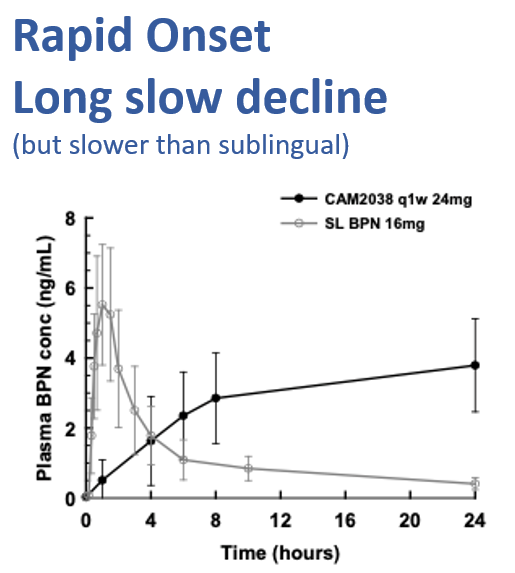 Rapid Onset
Long slow decline
(but slower than sublingual)
CAM2038 q1w 24mg
SL BPN 16mg
Plasma BPN conc (ng/mL)
8
6
4
2
0
0 4 8 12 16 20 24
Time (hours)